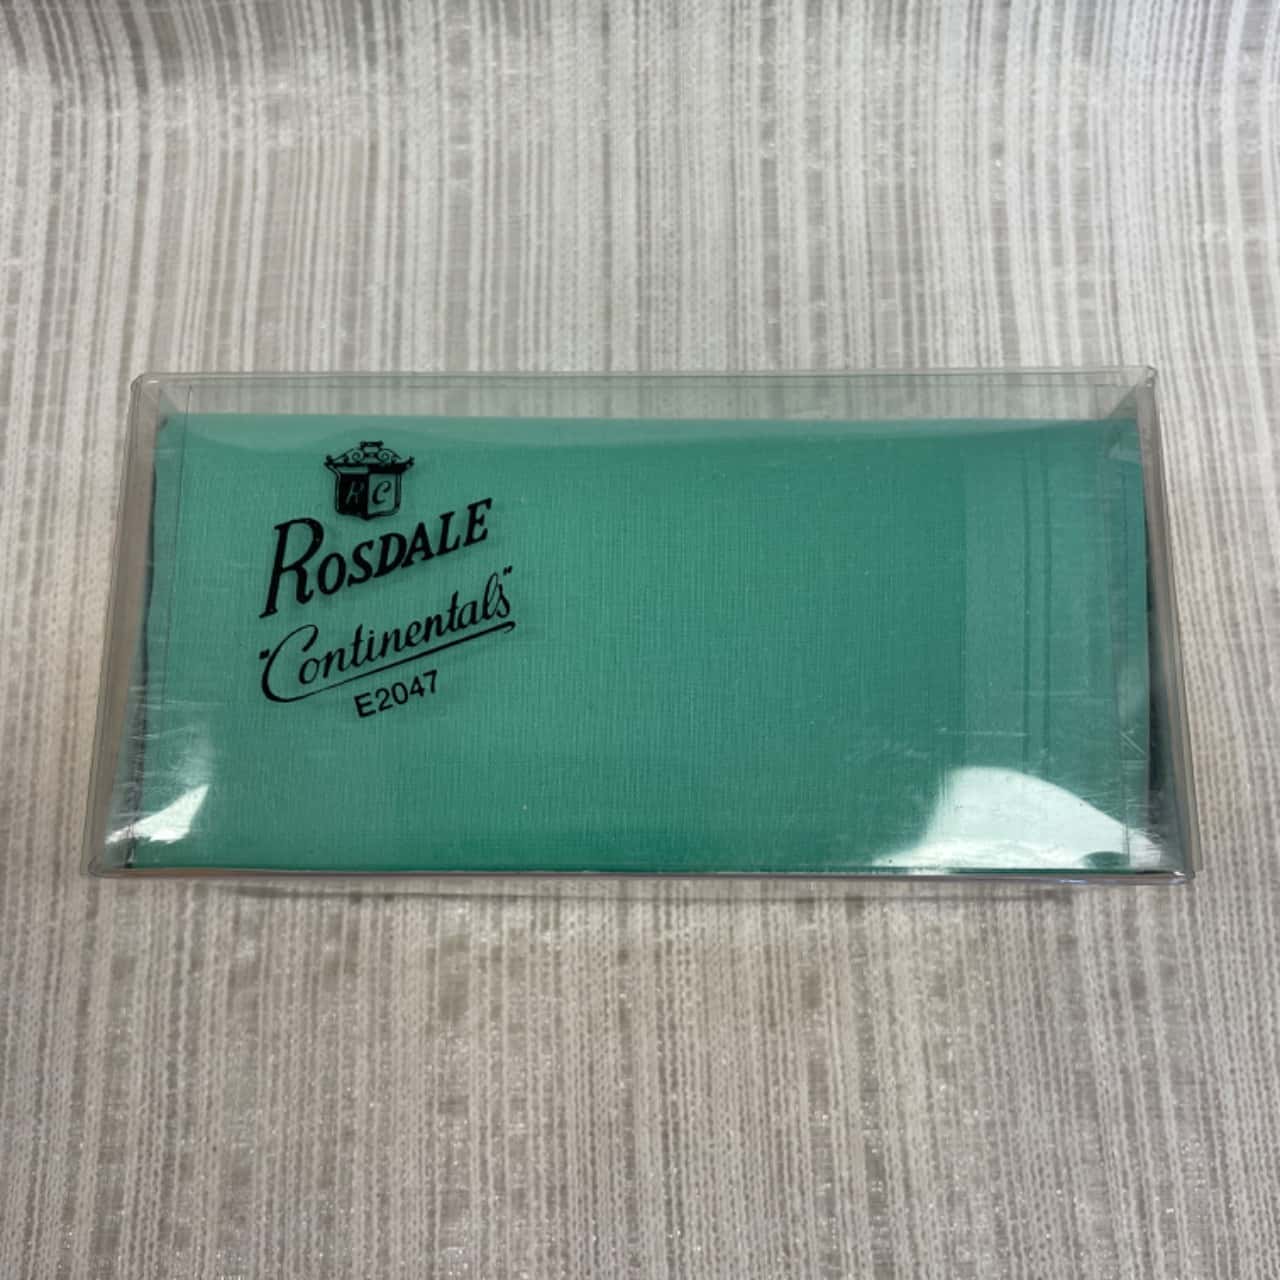 RC
ROSDALE
"Continentals"
E2047